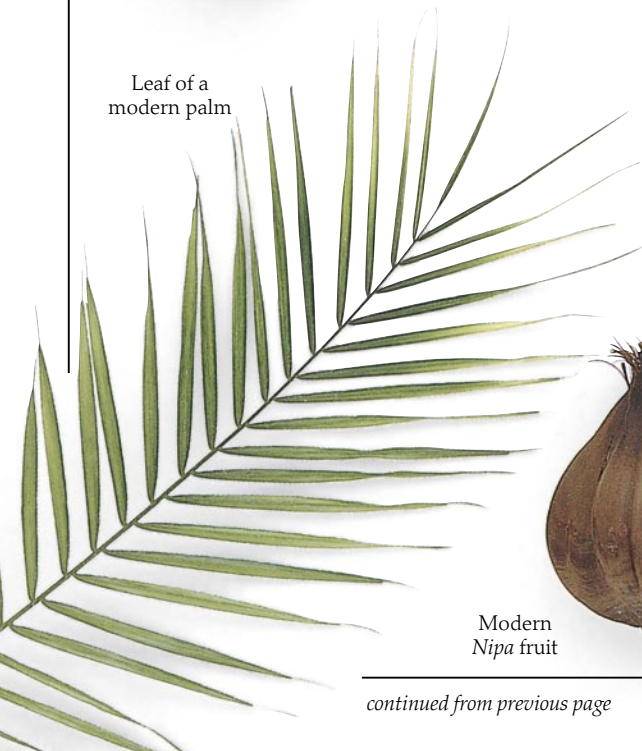 Leaf of a
modern palm
Modern
Nipa fruit
continued from previous page